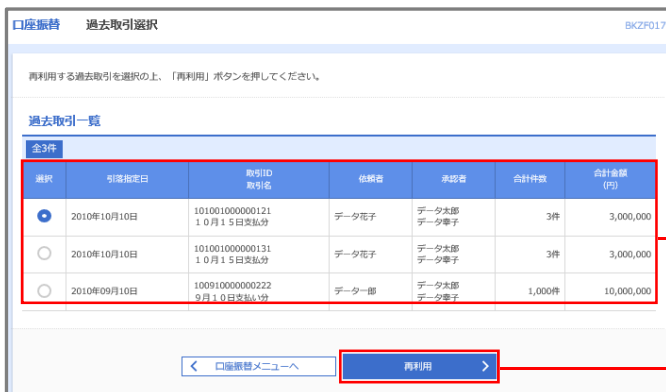 口座振替 過去取引選択 BKZF017
再利用する過去取引を選択の上、「再利用」ボタンを押してください。
過去取引一覧
全3件
選択 引落指定日 取引ID 取引名 依頼者 承認者 合計件数 合計金額 (円)
2010年10月10日 101001000000121 データ花子 データ太郎 3件 3,000,000
10月15日支払分 データ幸子
2010年10月10日 101001000000131 データ花子 データ太郎 3件 3,000,000
10月15日支払分 データ幸子
2010年09月10日 100910000000222 データ一郎 データ太郎 1,000件 10,000,000
9月10日支払い分 データ幸子
口座振替メニューへ 再利用